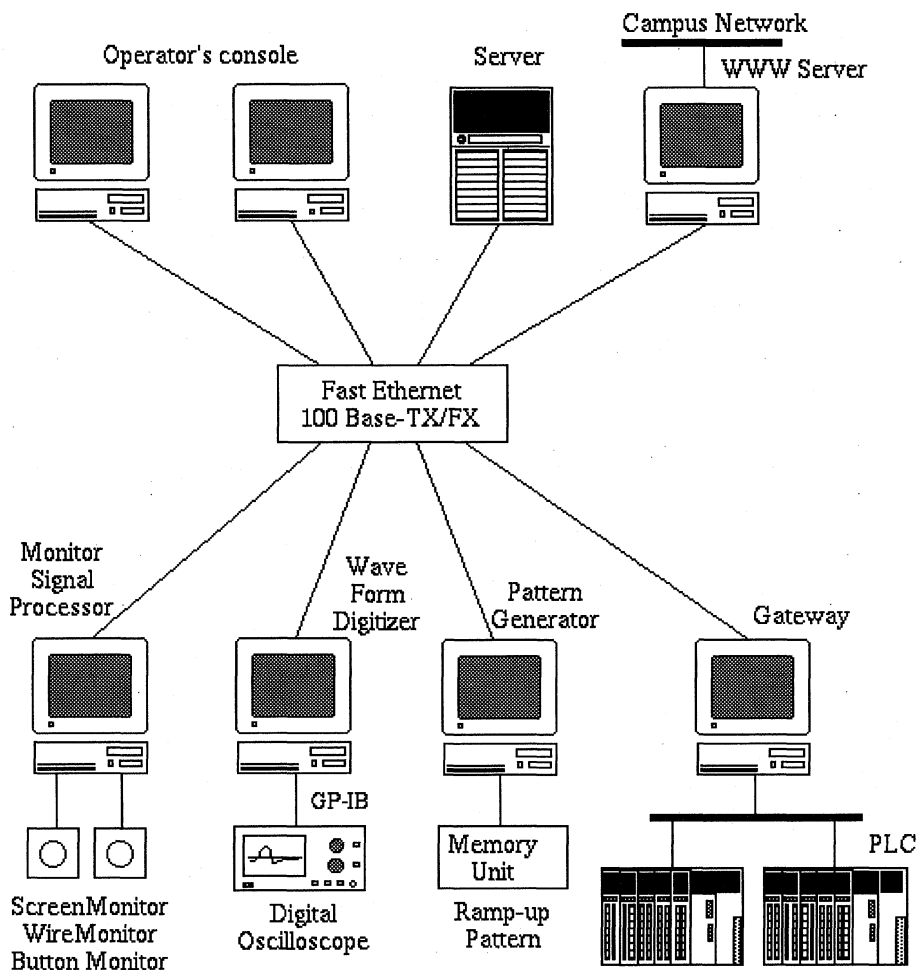 Campus Network
Operator's console
Server
WWW Server
Fast Ethernet
100 Base-TX/FX
Monitor
Signal
Processor
Wave
Form
Digitizer
Pattern
Generator
Gateway
GP-IB
Memory
Unit
PLC
ScreenMonitor
WireMonitor
Button Monitor
Digital
Oscilloscope
Ramp-up
Pattern